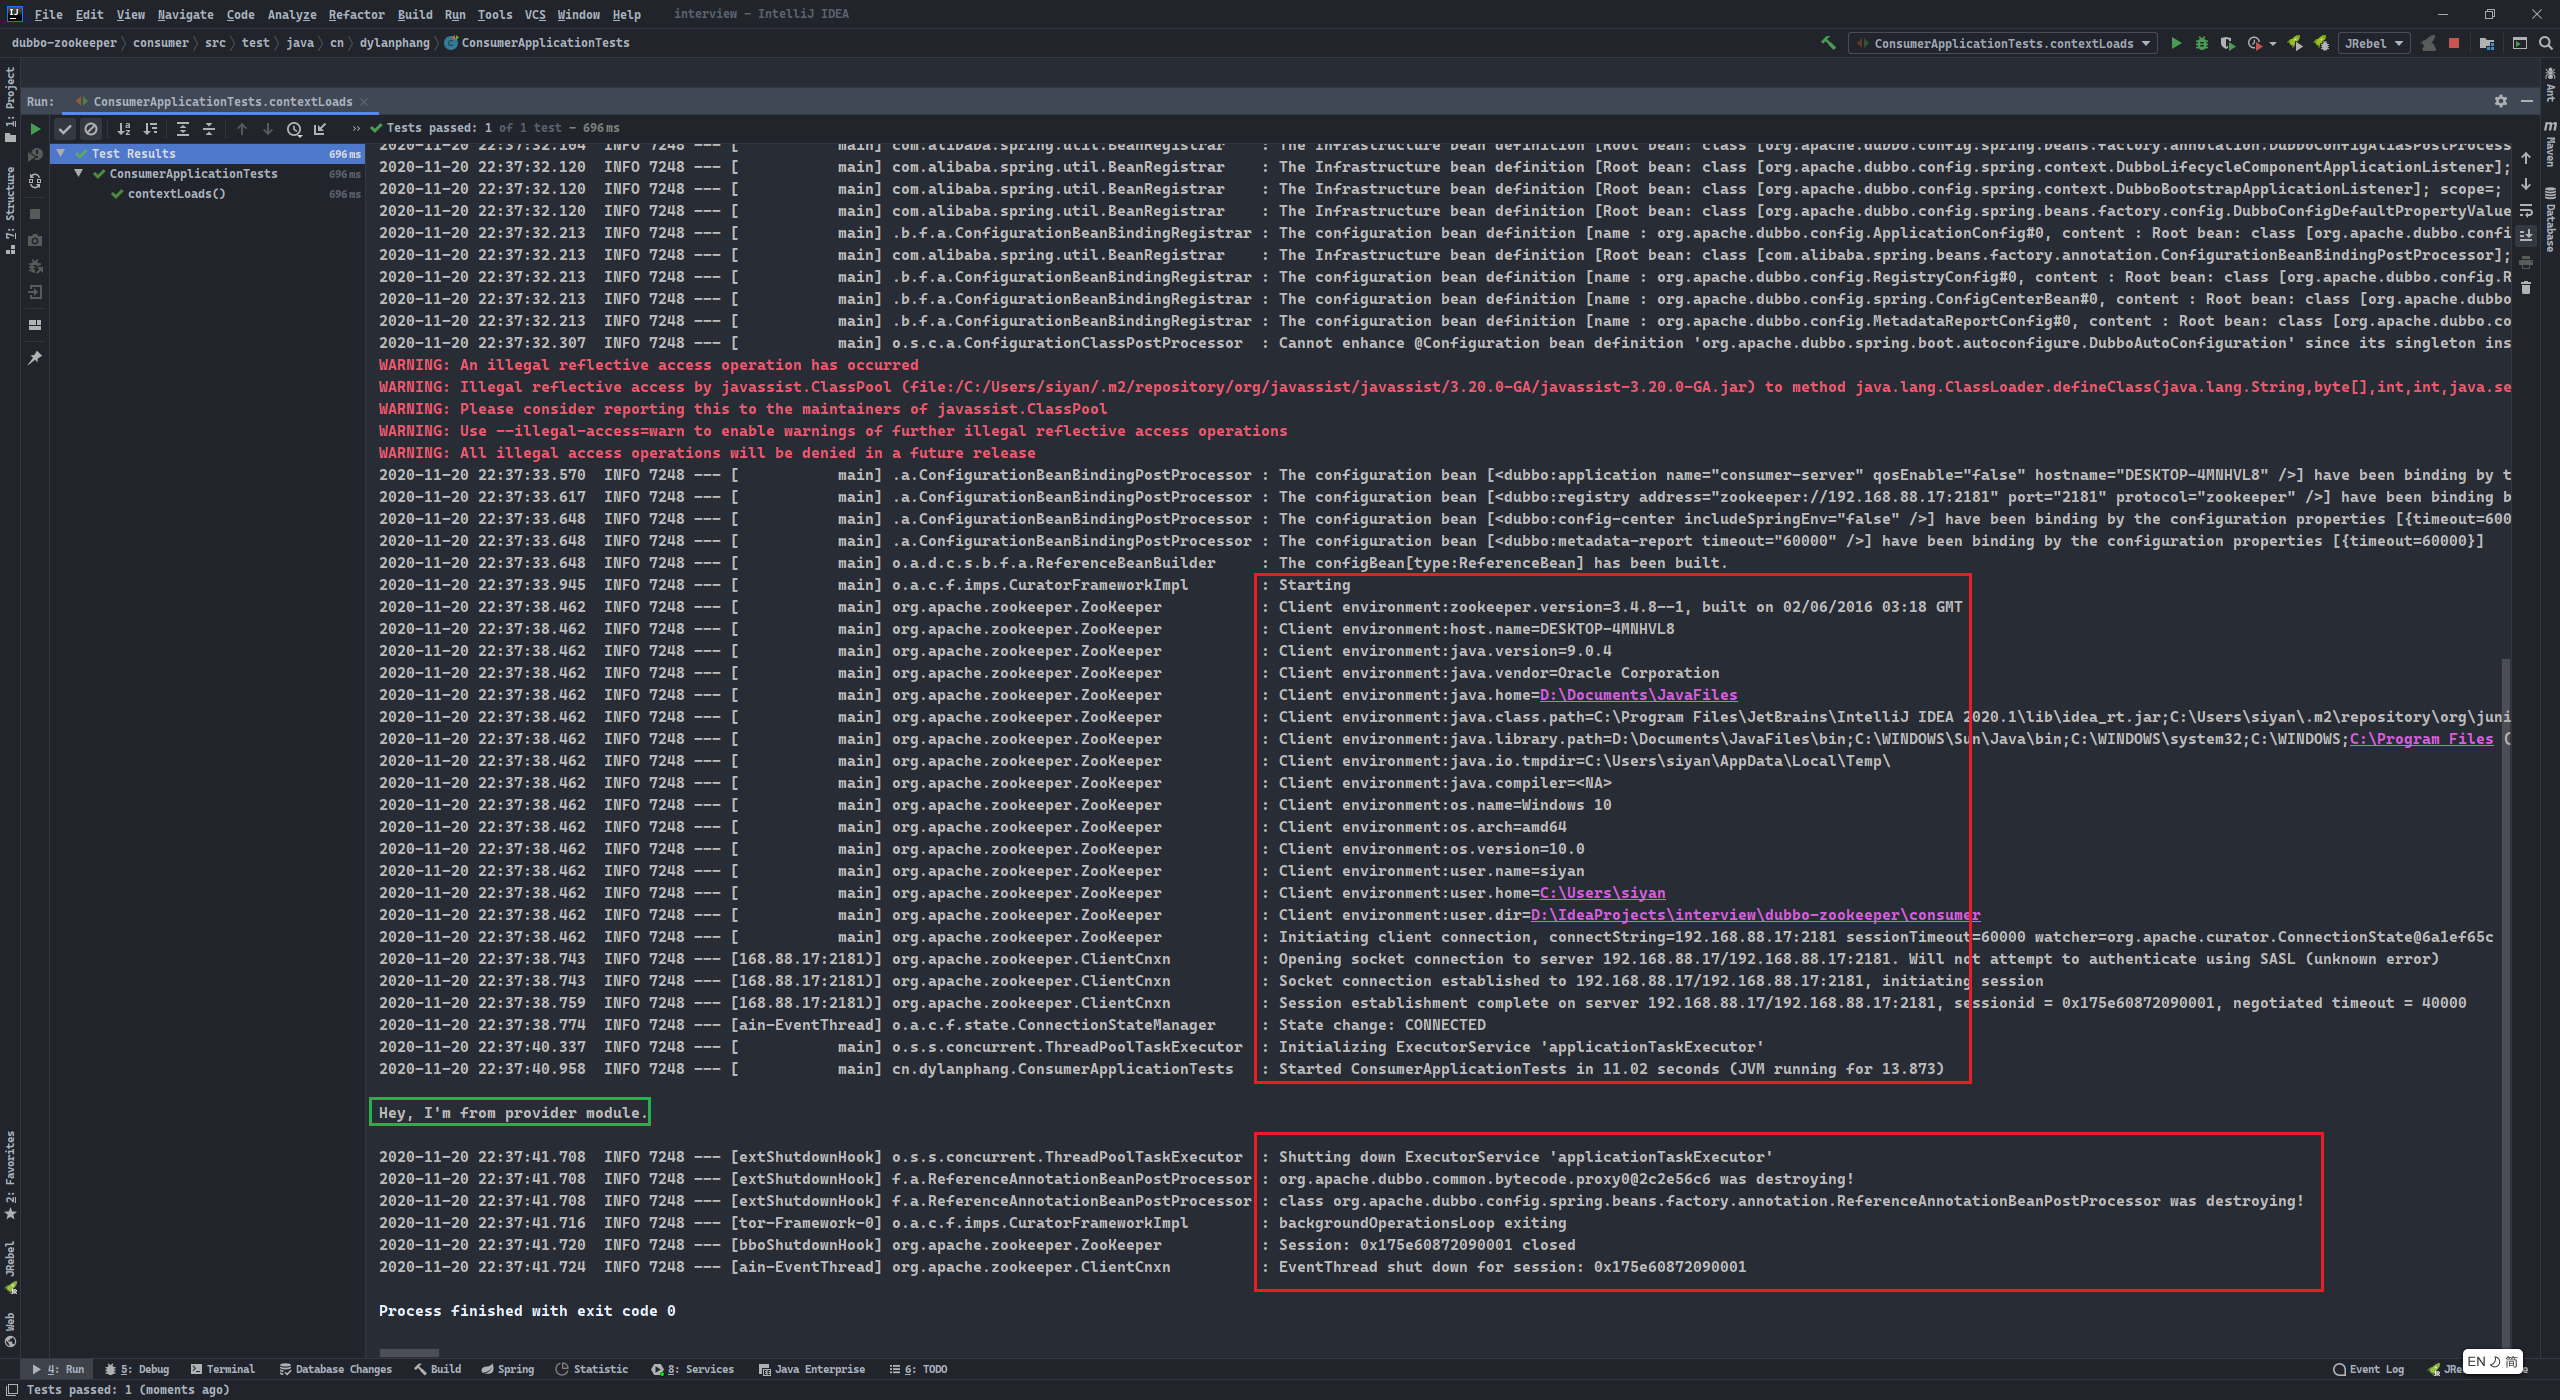 File Edit View Navigate Code Analyze Refactor Build Run Tools VCS Window Help interview - IntelliJ IDEA
dubbo-zookeeper consumer src test java cn dylanphang ConsumerApplicationTests ConsumerApplicationTests.contextLoads JRebel
Run: ConsumerApplicationTests.contextLoads
Tests passed: 1 of 1 test – 696 ms
Test Results 696 ms
ConsumerApplicationTests 696 ms
contextLoads() 696 ms
2020-11-20 22:37:32.104  INFO 7248 --- [           main] com.alibaba.spring.util.BeanRegistrar    : The Infrastructure bean definition [Root bean: class [org.apache.dubbo.config.spring.beans.factory.annotation.DubboConfigAliasPostProcess
2020-11-20 22:37:32.120  INFO 7248 --- [           main] com.alibaba.spring.util.BeanRegistrar    : The Infrastructure bean definition [Root bean: class [org.apache.dubbo.config.spring.context.DubboLifecycleComponentApplicationListener];
2020-11-20 22:37:32.120  INFO 7248 --- [           main] com.alibaba.spring.util.BeanRegistrar    : The Infrastructure bean definition [Root bean: class [org.apache.dubbo.config.spring.context.DubboBootstrapApplicationListener]; scope=;
2020-11-20 22:37:32.120  INFO 7248 --- [           main] com.alibaba.spring.util.BeanRegistrar    : The Infrastructure bean definition [Root bean: class [org.apache.dubbo.config.spring.beans.factory.config.DubboConfigDefaultPropertyValue
2020-11-20 22:37:32.213  INFO 7248 --- [           main] .b.f.a.ConfigurationBeanBindingRegistrar : The configuration bean definition [name : org.apache.dubbo.config.ApplicationConfig#0, content : Root bean: class [org.apache.dubbo.confi
2020-11-20 22:37:32.213  INFO 7248 --- [           main] com.alibaba.spring.util.BeanRegistrar    : The Infrastructure bean definition [Root bean: class [com.alibaba.spring.beans.factory.annotation.ConfigurationBeanBindingPostProcessor];
2020-11-20 22:37:32.213  INFO 7248 --- [           main] .b.f.a.ConfigurationBeanBindingRegistrar : The configuration bean definition [name : org.apache.dubbo.config.RegistryConfig#0, content : Root bean: class [org.apache.dubbo.config.R
2020-11-20 22:37:32.213  INFO 7248 --- [           main] .b.f.a.ConfigurationBeanBindingRegistrar : The configuration bean definition [name : org.apache.dubbo.config.spring.ConfigCenterBean#0, content : Root bean: class [org.apache.dubbo
2020-11-20 22:37:32.213  INFO 7248 --- [           main] .b.f.a.ConfigurationBeanBindingRegistrar : The configuration bean definition [name : org.apache.dubbo.config.MetadataReportConfig#0, content : Root bean: class [org.apache.dubbo.co
2020-11-20 22:37:32.307  INFO 7248 --- [           main] o.s.c.a.ConfigurationClassPostProcessor  : Cannot enhance @Configuration bean definition 'org.apache.dubbo.spring.boot.autoconfigure.DubboAutoConfiguration' since its singleton ins
WARNING: An illegal reflective access operation has occurred
WARNING: Illegal reflective access by javassist.ClassPool (file:/C:/Users/siyan/.m2/repository/org/javassist/javassist/3.20.0-GA/javassist-3.20.0-GA.jar) to method java.lang.ClassLoader.defineClass(java.lang.String,byte[],int,int,java.se
WARNING: Please consider reporting this to the maintainers of javassist.ClassPool
WARNING: Use --illegal-access=warn to enable warnings of further illegal reflective access operations
WARNING: All illegal access operations will be denied in a future release
2020-11-20 22:37:33.570  INFO 7248 --- [           main] .a.ConfigurationBeanBindingPostProcessor : The configuration bean [<dubbo:application name="consumer-server" qosEnable="false" hostname="DESKTOP-4MNHVL8" />] have been binding by t
2020-11-20 22:37:33.617  INFO 7248 --- [           main] .a.ConfigurationBeanBindingPostProcessor : The configuration bean [<dubbo:registry address="zookeeper://192.168.88.17:2181" port="2181" protocol="zookeeper" />] have been binding b
2020-11-20 22:37:33.648  INFO 7248 --- [           main] .a.ConfigurationBeanBindingPostProcessor : The configuration bean [<dubbo:config-center includeSpringEnv="false" />] have been binding by the configuration properties [{timeout=600
2020-11-20 22:37:33.648  INFO 7248 --- [           main] .a.ConfigurationBeanBindingPostProcessor : The configuration bean [<dubbo:metadata-report timeout="60000" />] have been binding by the configuration properties [{timeout=60000}]
2020-11-20 22:37:33.648  INFO 7248 --- [           main] o.a.d.c.s.b.f.a.ReferenceBeanBuilder     : The configBean[type:ReferenceBean] has been built.
2020-11-20 22:37:33.945  INFO 7248 --- [           main] o.a.c.f.imps.CuratorFrameworkImpl        : Starting
2020-11-20 22:37:38.462  INFO 7248 --- [           main] org.apache.zookeeper.ZooKeeper           : Client environment:zookeeper.version=3.4.8--1, built on 02/06/2016 03:18 GMT
2020-11-20 22:37:38.462  INFO 7248 --- [           main] org.apache.zookeeper.ZooKeeper           : Client environment:host.name=DESKTOP-4MNHVL8
2020-11-20 22:37:38.462  INFO 7248 --- [           main] org.apache.zookeeper.ZooKeeper           : Client environment:java.version=9.0.4
2020-11-20 22:37:38.462  INFO 7248 --- [           main] org.apache.zookeeper.ZooKeeper           : Client environment:java.vendor=Oracle Corporation
2020-11-20 22:37:38.462  INFO 7248 --- [           main] org.apache.zookeeper.ZooKeeper           : Client environment:java.home=D:\Documents\JavaFiles
2020-11-20 22:37:38.462  INFO 7248 --- [           main] org.apache.zookeeper.ZooKeeper           : Client environment:java.class.path=C:\Program Files\JetBrains\IntelliJ IDEA 2020.1\lib\idea_rt.jar;C:\Users\siyan\.m2\repository\org\juni
2020-11-20 22:37:38.462  INFO 7248 --- [           main] org.apache.zookeeper.ZooKeeper           : Client environment:java.library.path=D:\Documents\JavaFiles\bin;C:\WINDOWS\Sun\Java\bin;C:\WINDOWS\system32;C:\WINDOWS;C:\Program Files (
2020-11-20 22:37:38.462  INFO 7248 --- [           main] org.apache.zookeeper.ZooKeeper           : Client environment:java.io.tmpdir=C:\Users\siyan\AppData\Local\Temp\
2020-11-20 22:37:38.462  INFO 7248 --- [           main] org.apache.zookeeper.ZooKeeper           : Client environment:java.compiler=<NA>
2020-11-20 22:37:38.462  INFO 7248 --- [           main] org.apache.zookeeper.ZooKeeper           : Client environment:os.name=Windows 10
2020-11-20 22:37:38.462  INFO 7248 --- [           main] org.apache.zookeeper.ZooKeeper           : Client environment:os.arch=amd64
2020-11-20 22:37:38.462  INFO 7248 --- [           main] org.apache.zookeeper.ZooKeeper           : Client environment:os.version=10.0
2020-11-20 22:37:38.462  INFO 7248 --- [           main] org.apache.zookeeper.ZooKeeper           : Client environment:user.name=siyan
2020-11-20 22:37:38.462  INFO 7248 --- [           main] org.apache.zookeeper.ZooKeeper           : Client environment:user.home=C:\Users\siyan
2020-11-20 22:37:38.462  INFO 7248 --- [           main] org.apache.zookeeper.ZooKeeper           : Client environment:user.dir=D:\IdeaProjects\interview\dubbo-zookeeper\consumer
2020-11-20 22:37:38.462  INFO 7248 --- [           main] org.apache.zookeeper.ZooKeeper           : Initiating client connection, connectString=192.168.88.17:2181 sessionTimeout=60000 watcher=org.apache.curator.ConnectionState@6a1ef65c
2020-11-20 22:37:38.743  INFO 7248 --- [168.88.17:2181)] org.apache.zookeeper.ClientCnxn          : Opening socket connection to server 192.168.88.17/192.168.88.17:2181. Will not attempt to authenticate using SASL (unknown error)
2020-11-20 22:37:38.743  INFO 7248 --- [168.88.17:2181)] org.apache.zookeeper.ClientCnxn          : Socket connection established to 192.168.88.17/192.168.88.17:2181, initiating session
2020-11-20 22:37:38.759  INFO 7248 --- [168.88.17:2181)] org.apache.zookeeper.ClientCnxn          : Session establishment complete on server 192.168.88.17/192.168.88.17:2181, sessionid = 0x175e60872090001, negotiated timeout = 40000
2020-11-20 22:37:38.774  INFO 7248 --- [ain-EventThread] o.a.c.f.state.ConnectionStateManager     : State change: CONNECTED
2020-11-20 22:37:40.337  INFO 7248 --- [           main] o.s.s.concurrent.ThreadPoolTaskExecutor  : Initializing ExecutorService 'applicationTaskExecutor'
2020-11-20 22:37:40.958  INFO 7248 --- [           main] cn.dylanphang.ConsumerApplicationTests   : Started ConsumerApplicationTests in 11.02 seconds (JVM running for 13.873)
Hey, I'm from provider module.
2020-11-20 22:37:41.708  INFO 7248 --- [extShutdownHook] o.s.s.concurrent.ThreadPoolTaskExecutor  : Shutting down ExecutorService 'applicationTaskExecutor'
2020-11-20 22:37:41.708  INFO 7248 --- [extShutdownHook] f.a.ReferenceAnnotationBeanPostProcessor : org.apache.dubbo.common.bytecode.proxy0@2c2e56c6 was destroying!
2020-11-20 22:37:41.708  INFO 7248 --- [extShutdownHook] f.a.ReferenceAnnotationBeanPostProcessor : class org.apache.dubbo.config.spring.beans.factory.annotation.ReferenceAnnotationBeanPostProcessor was destroying!
2020-11-20 22:37:41.716  INFO 7248 --- [tor-Framework-0] o.a.c.f.imps.CuratorFrameworkImpl        : backgroundOperationsLoop exiting
2020-11-20 22:37:41.720  INFO 7248 --- [bboShutdownHook] org.apache.zookeeper.ZooKeeper           : Session: 0x175e60872090001 closed
2020-11-20 22:37:41.724  INFO 7248 --- [ain-EventThread] org.apache.zookeeper.ClientCnxn          : EventThread shut down for session: 0x175e60872090001
Process finished with exit code 0
1: Project
7: Structure
2: Favorites
JRebel
Web
Ant
Maven
Database
4: Run 5: Debug Terminal Database Changes Build Spring Statistic 8: Services Java Enterprise 6: TODO Event Log
EN 简
Tests passed: 1 (moments ago)